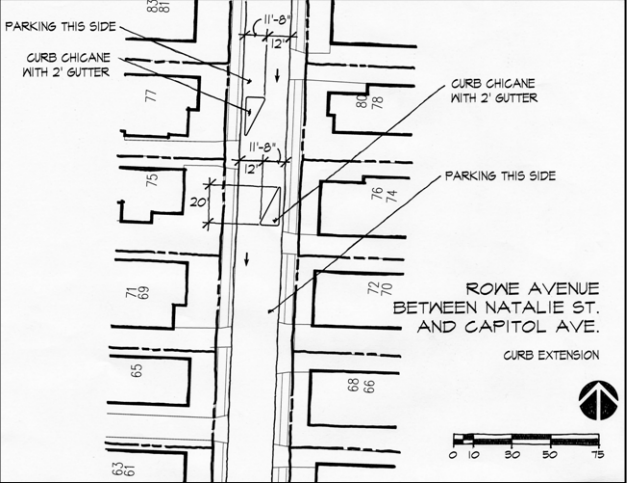 83
81
11'-8"
12'
PARKING THIS SIDE
CURB CHICANE
WITH 2' GUTTER
77
80
78
CURB CHICANE
WITH 2' GUTTER
11'-8"
12'
75
20'
76
74
PARKING THIS SIDE
71
69
72
70
ROWE AVENUE
BETWEEN NATALIE ST.
AND CAPITOL AVE.
CURB EXTENSION
65
68
66
0 10 30 50 75
63
61